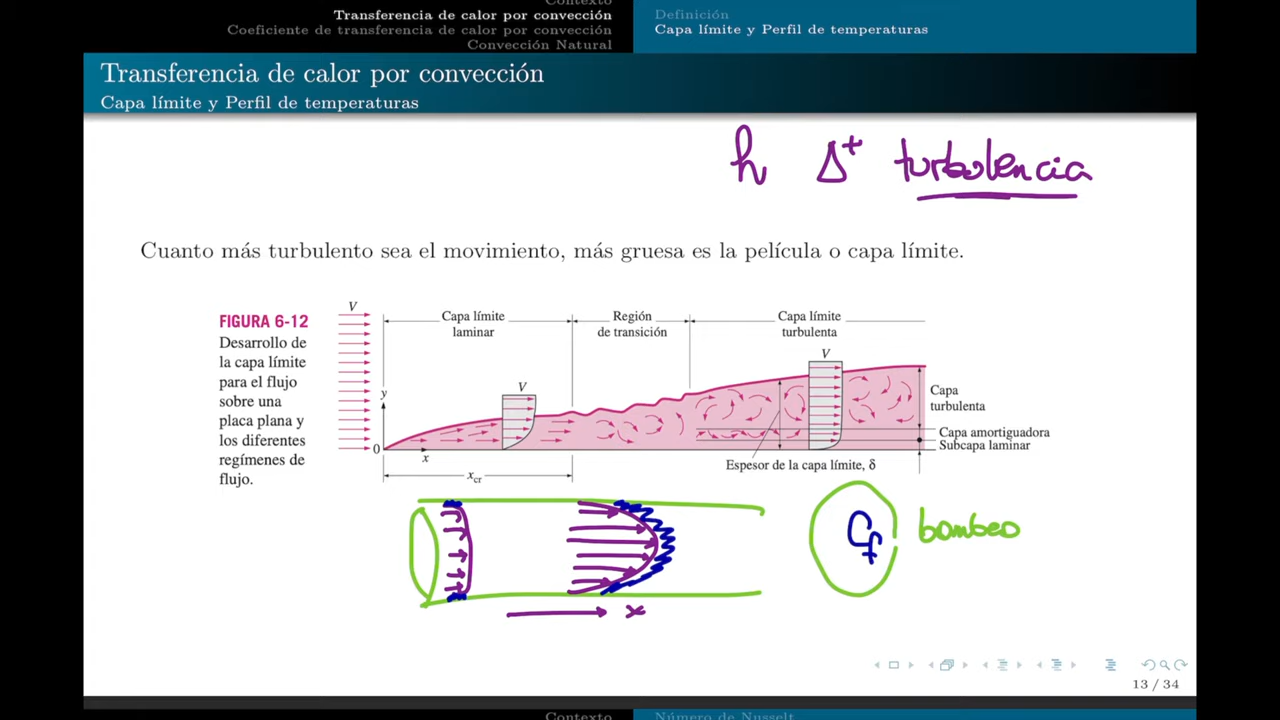 Contexto
Transferencia de calor por convección
Coeficiente de transferencia de calor por convección
Convección Natural
Definición
Capa límite y Perfil de temperaturas
Transferencia de calor por convección
Capa límite y Perfil de temperaturas
h Δ+ turbulencia
Cuanto más turbulento sea el movimiento, más gruesa es la película o capa límite.
FIGURA 6-12
Desarrollo de
la capa límite
para el flujo
sobre una
placa plana y
los diferentes
regímenes de
flujo.
V
Capa límite
laminar
Región
de transición
Capa límite
turbulenta
V
V
y
0
x
xcr
Capa
turbulenta
Capa amortiguadora
Subcapa laminar
Espesor de la capa límite, δ
x
Cf bombeo
13 / 34
Contexto
Número de Nusselt